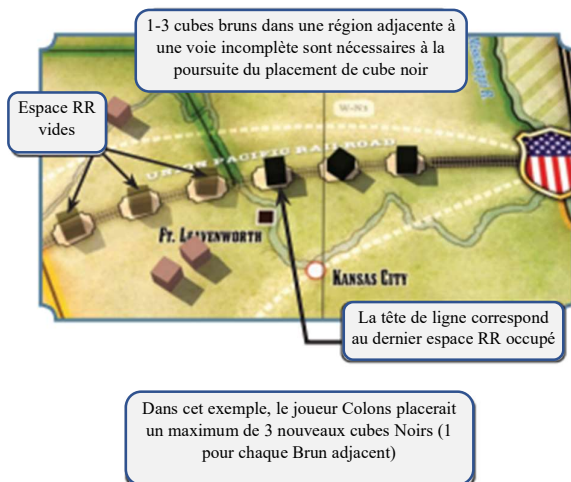 1-3 cubes bruns dans une région adjacente à
une voie incomplète sont nécessaires à la
poursuite du placement de cube noir
Espace RR
vides
W-N1
UNION PACIFIC RAILROAD
FT. LEAVENWORTH
KANSAS CITY
La tête de ligne correspond
au dernier espace RR occupé
Dans cet exemple, le joueur Colons placerait
un maximum de 3 nouveaux cubes Noirs (1
pour chaque Brun adjacent)